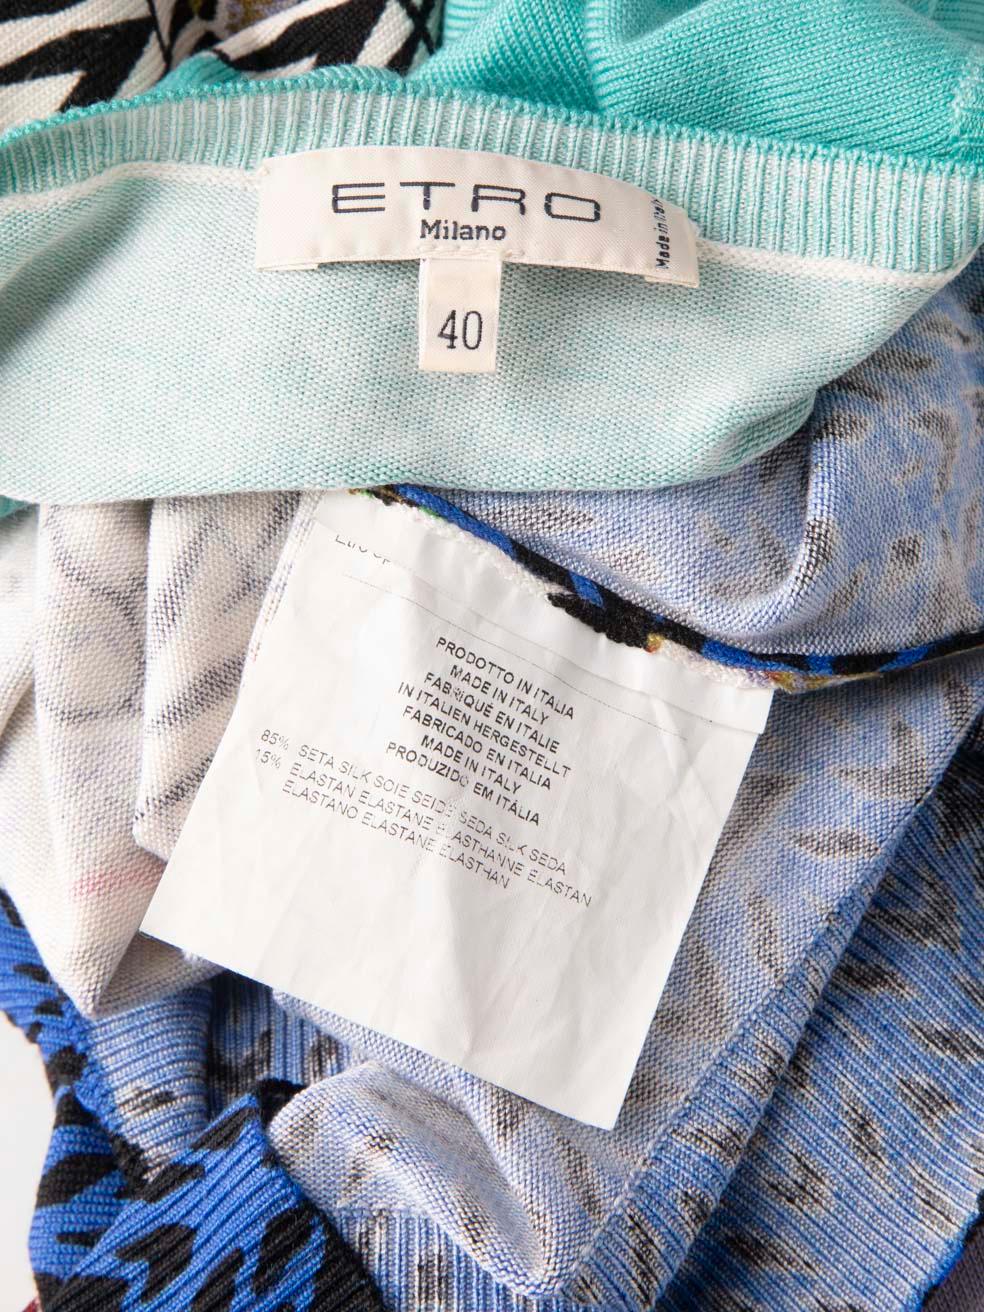 ETRO
Milano
Made in Italy
40
PRODOTTO IN ITALIA
MADE IN ITALY
FABRIQUÉ EN ITALIE
IN ITALIEN HERGESTELLT
FABRICADO EN ITALIA
MADE IN ITALY
PRODUZIDO EM ITÁLIA
85% SETA SILK SOIE SEIDE SEDA SILK SEDA
15% ELASTAN ELASTANE ELASTHANNE ELASTAN
ELASTANO ELASTANE ELASTHAN